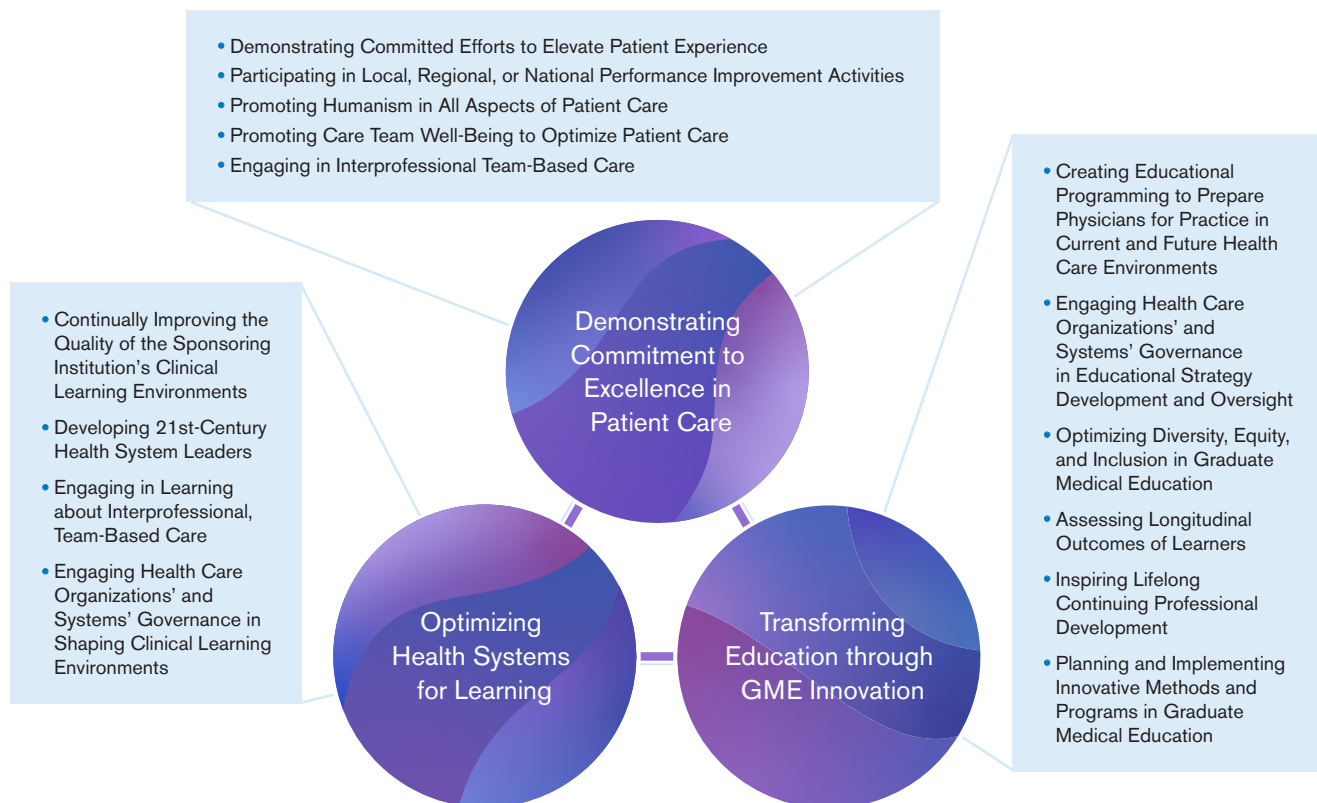 • Demonstrating Committed Efforts to Elevate Patient Experience
• Participating in Local, Regional, or National Performance Improvement Activities
• Promoting Humanism in All Aspects of Patient Care
• Promoting Care Team Well-Being to Optimize Patient Care
• Engaging in Interprofessional Team-Based Care
Demonstrating
Commitment to
Excellence in
Patient Care
• Continually Improving the
Quality of the Sponsoring
Institution’s Clinical
Learning Environments
• Developing 21st-Century
Health System Leaders
• Engaging in Learning
about Interprofessional,
Team-Based Care
• Engaging Health Care
Organizations’ and
Systems’ Governance in
Shaping Clinical Learning
Environments
Optimizing
Health Systems
for Learning
Transforming
Education through
GME Innovation
• Creating Educational
Programming to Prepare
Physicians for Practice in
Current and Future Health
Care Environments
• Engaging Health Care
Organizations’ and
Systems’ Governance
in Educational Strategy
Development and Oversight
• Optimizing Diversity, Equity,
and Inclusion in Graduate
Medical Education
• Assessing Longitudinal
Outcomes of Learners
• Inspiring Lifelong
Continuing Professional
Development
• Planning and Implementing
Innovative Methods and
Programs in Graduate
Medical Education